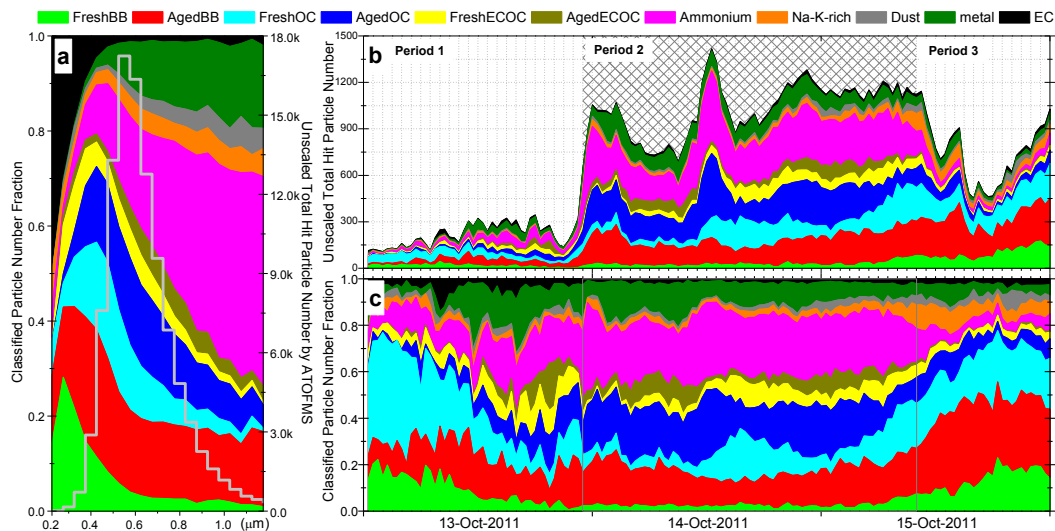 FreshBB AgedBB FreshOC AgedOC FreshECOC AgedECOC Ammonium Na-K-rich Dust metal EC
a
Classified Particle Number Fraction
1.0
0.8
0.6
0.4
0.2
0.0
0.2 0.4 0.6 0.8 1.0 (μm)
18.0k
15.0k
12.0k
9.0k
6.0k
3.0k
0.0
Unscaled Total Hit Particle Number by ATOFMS
b
Period 1 Period 2 Period 3
Unscaled Total Hit Particle Number
1500
1200
900
600
300
0
c
Classified Particle Number Fraction
1.0
0.8
0.6
0.4
0.2
0.0
13-Oct-2011 14-Oct-2011 15-Oct-2011